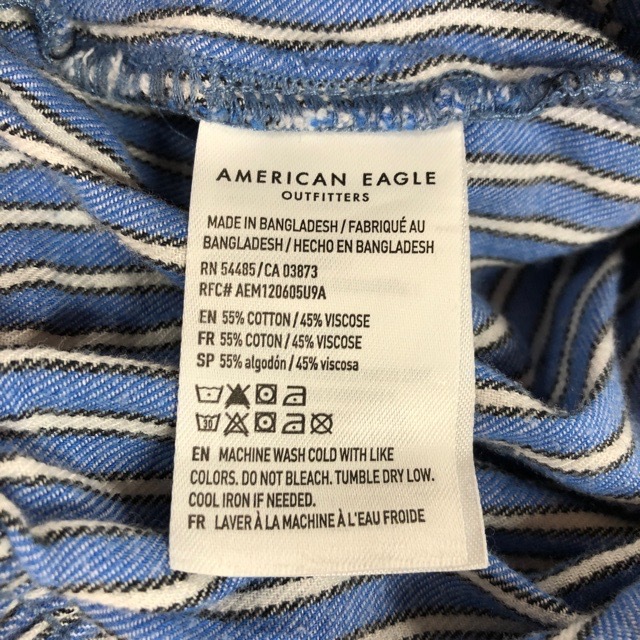 AMERICAN EAGLE
OUTFITTERS
MADE IN BANGLADESH / FABRIQUÉ AU
BANGLADESH / HECHO EN BANGLADESH
RN 54485 / CA 03873
RFC# AEM120605U9A
EN 55% COTTON / 45% VISCOSE
FR 55% COTON / 45% VISCOSE
SP 55% algodón / 45% viscosa
30
EN MACHINE WASH COLD WITH LIKE
COLORS. DO NOT BLEACH. TUMBLE DRY LOW.
COOL IRON IF NEEDED.
FR LAVER À LA MACHINE À L'EAU FROIDE